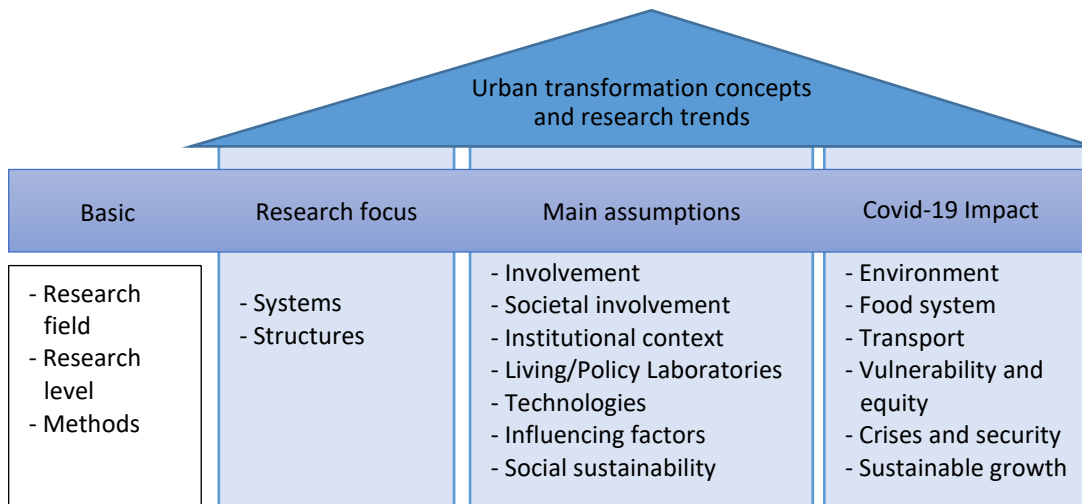 Urban transformation concepts
and research trends
Basic
Research focus
Main assumptions
Covid-19 Impact
- Research
field
- Research
level
- Methods
- Systems
- Structures
- Involvement
- Societal involvement
- Institutional context
- Living/Policy Laboratories
- Technologies
- Influencing factors
- Social sustainability
- Environment
- Food system
- Transport
- Vulnerability and
equity
- Crises and security
- Sustainable growth